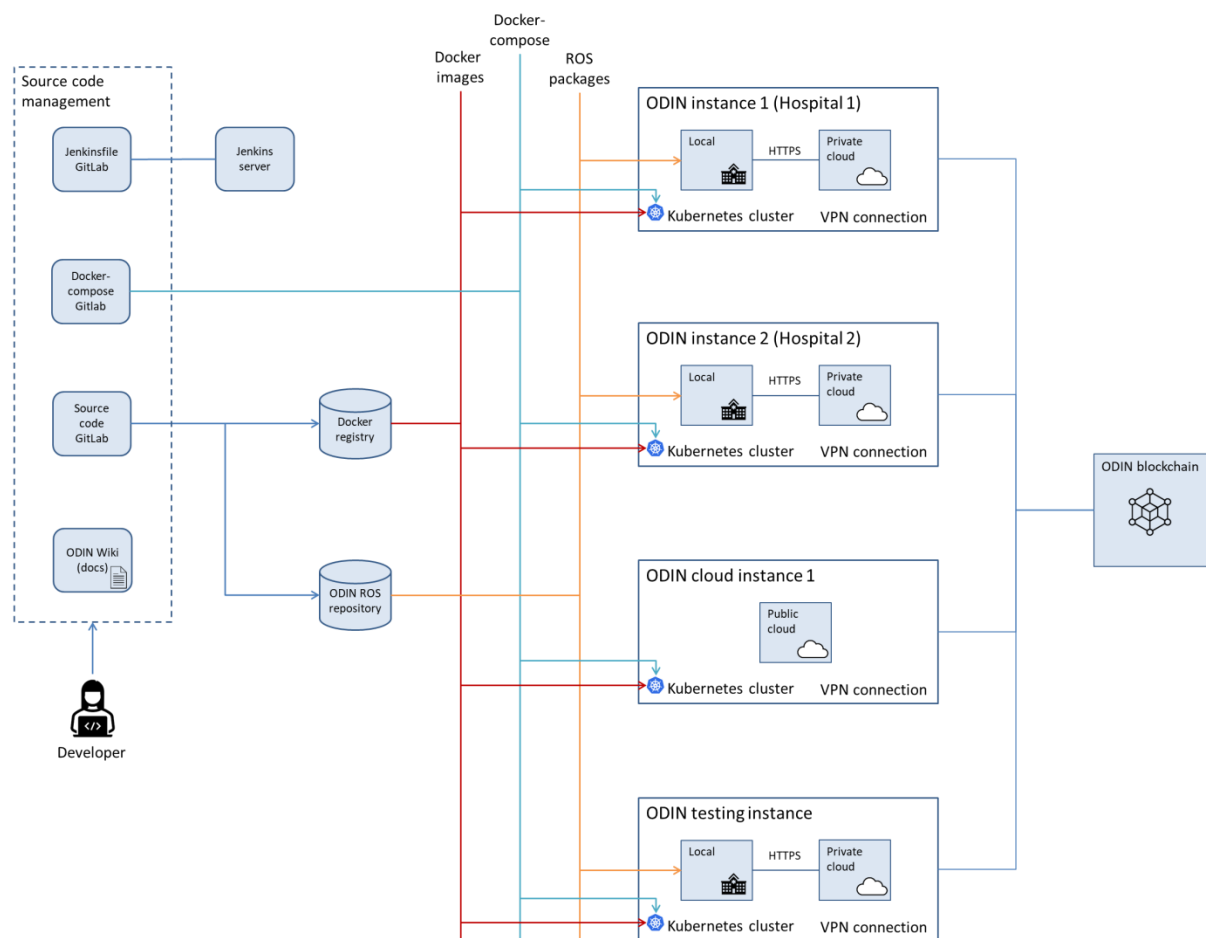 Source code
management
Jenkinsfile
GitLab
Jenkins
server
Docker-
compose
Gitlab
Source
code
GitLab
ODIN Wiki
(docs)
Developer
Docker
registry
ODIN ROS
repository
Docker
images
Docker-
compose
ROS
packages
ODIN instance 1 (Hospital 1)
Local
HTTPS
Private
cloud
Kubernetes cluster
VPN connection
ODIN instance 2 (Hospital 2)
Local
HTTPS
Private
cloud
Kubernetes cluster
VPN connection
ODIN cloud instance 1
Public
cloud
Kubernetes cluster
VPN connection
ODIN testing instance
Local
HTTPS
Private
cloud
Kubernetes cluster
VPN connection
ODIN blockchain